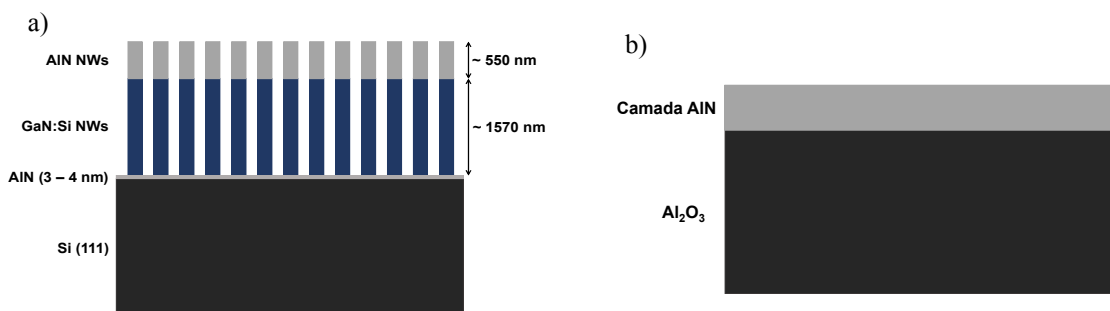 a)
AlN NWs
~ 550 nm
GaN:Si NWs
~ 1570 nm
AlN (3 – 4 nm)
Si (111)
b)
Camada AlN
Al₂O₃